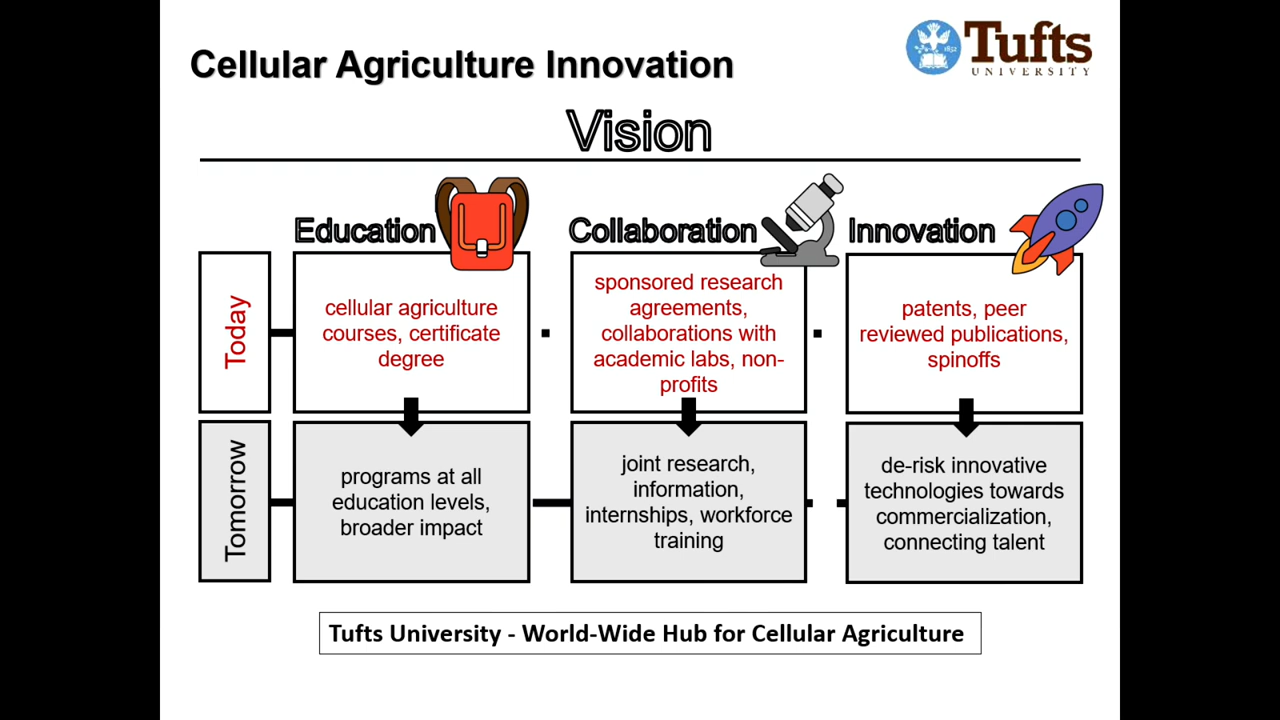 Cellular Agriculture Innovation
Tufts
UNIVERSITY
1852
Vision
Education
Collaboration
Innovation
Today
cellular agriculture
courses, certificate
degree
sponsored research
agreements,
collaborations with
academic labs, non-
profits
patents, peer
reviewed publications,
spinoffs
Tomorrow
programs at all
education levels,
broader impact
joint research,
information,
internships, workforce
training
de-risk innovative
technologies towards
commercialization,
connecting talent
Tufts University - World-Wide Hub for Cellular Agriculture